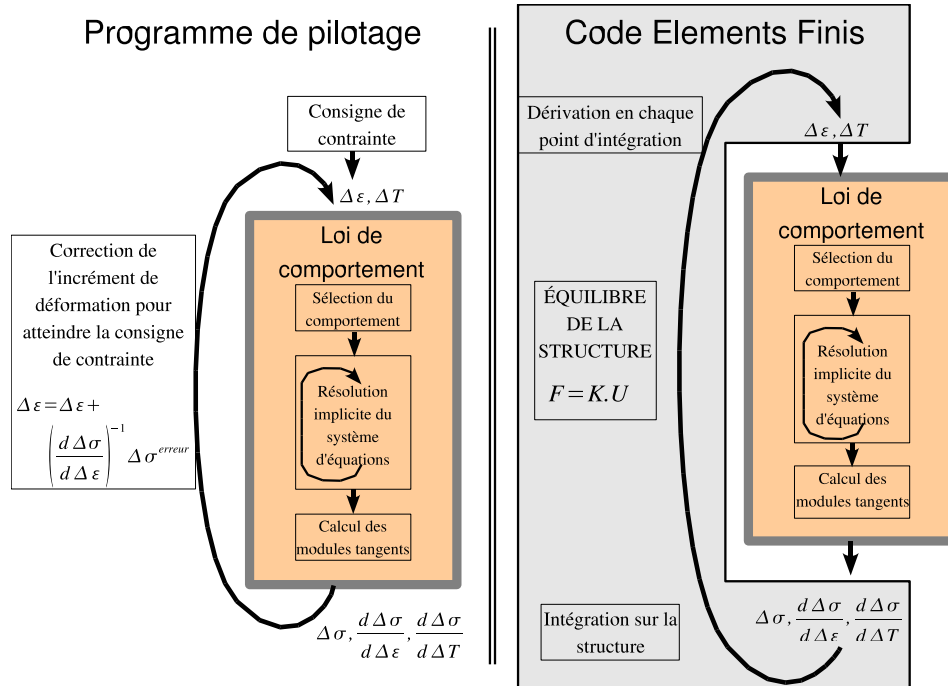 Programme de pilotage
Consigne de
contrainte
Δε, ΔT
Correction de
l'incrément de
déformation pour
atteindre la consigne
de contrainte
Δε=Δε+
(dΔσ/dΔε)⁻¹ Δσ^erreur
Loi de
comportement
Sélection du
comportement
Résolution
implicite du
système
d'équations
Calcul des
modules tangents
Δσ, dΔσ/dΔε, dΔσ/dΔT
Code Elements Finis
Dérivation en chaque
point d'intégration
Δε, ΔT
Loi de
comportement
Sélection du
comportement
ÉQUILIBRE
DE LA
STRUCTURE
F=K.U
Résolution
implicite du
système
d'équations
Calcul des
modules tangents
Intégration sur la
structure
Δσ, dΔσ/dΔε, dΔσ/dΔT